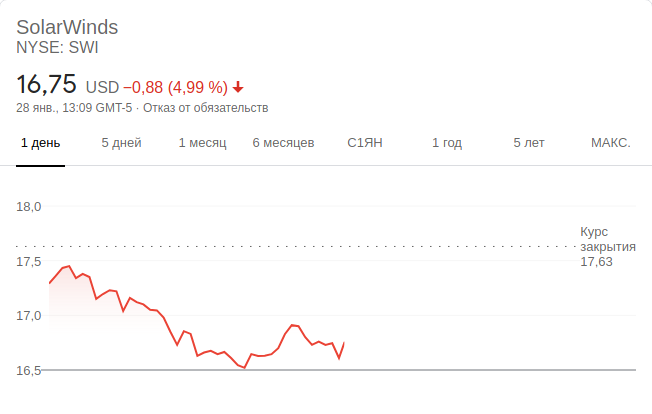 SolarWinds
NYSE: SWI
16,75 USD −0,88 (4,99 %)
28 янв., 13:09 GMT-5 · Отказ от обязательств
1 день 5 дней 1 месяц 6 месяцев С1ЯН 1 год 5 лет МАКС.
18,0
Курс
закрытия
17,5 17,63
17,0
16,5